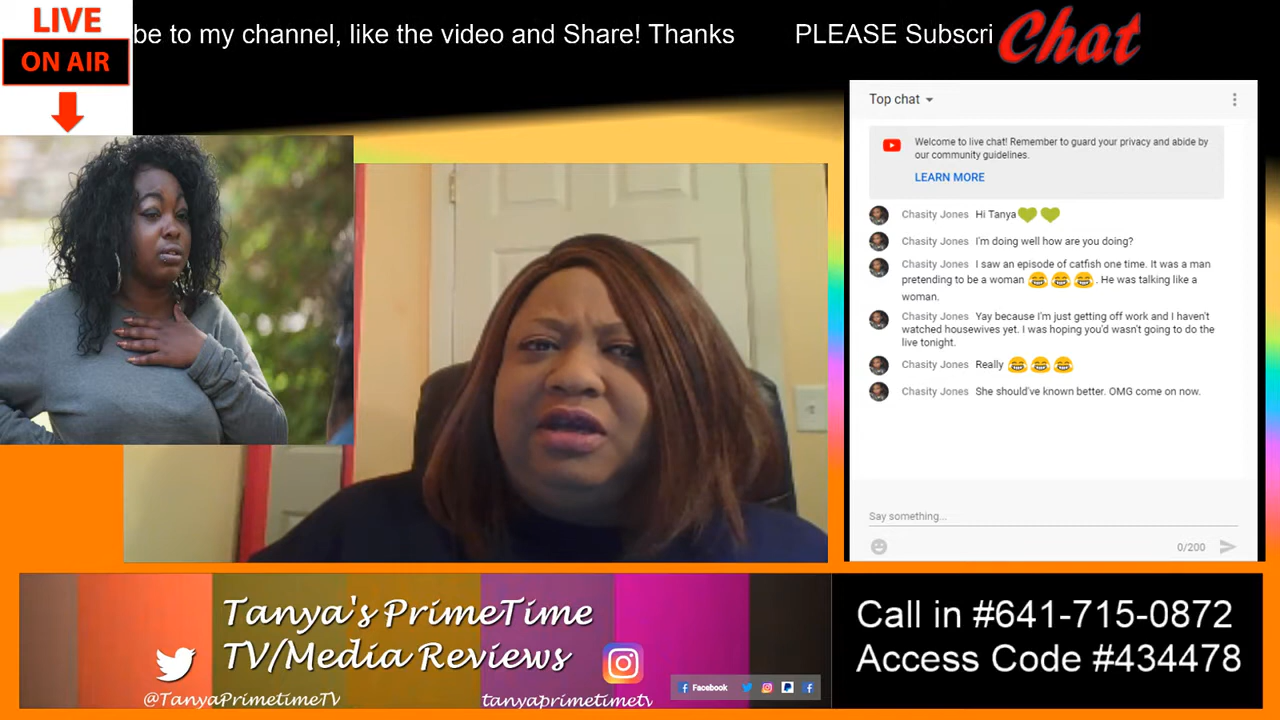 LIVE
ON AIR
be to my channel, like the video and Share! Thanks PLEASE Subscri
Chat
Top chat
Welcome to live chat! Remember to guard your privacy and abide by
our community guidelines.
LEARN MORE
Chasity Jones Hi Tanya
Chasity Jones I'm doing well how are you doing?
Chasity Jones I saw an episode of catfish one time. It was a man
pretending to be a woman 😂😂😂. He was talking like a
woman.
Chasity Jones Yay because I'm just getting off work and I haven't
watched housewives yet. I was hoping you'd wasn't going to do the
live tonight.
Chasity Jones Really 😂😂😂
Chasity Jones She should've known better. OMG come on now.
Say something...
0/200
Tanya's PrimeTime
TV/Media Reviews
@TanyaPrimetimeTV
tanyaprimetimetv
Facebook
Call in #641-715-0872
Access Code #434478